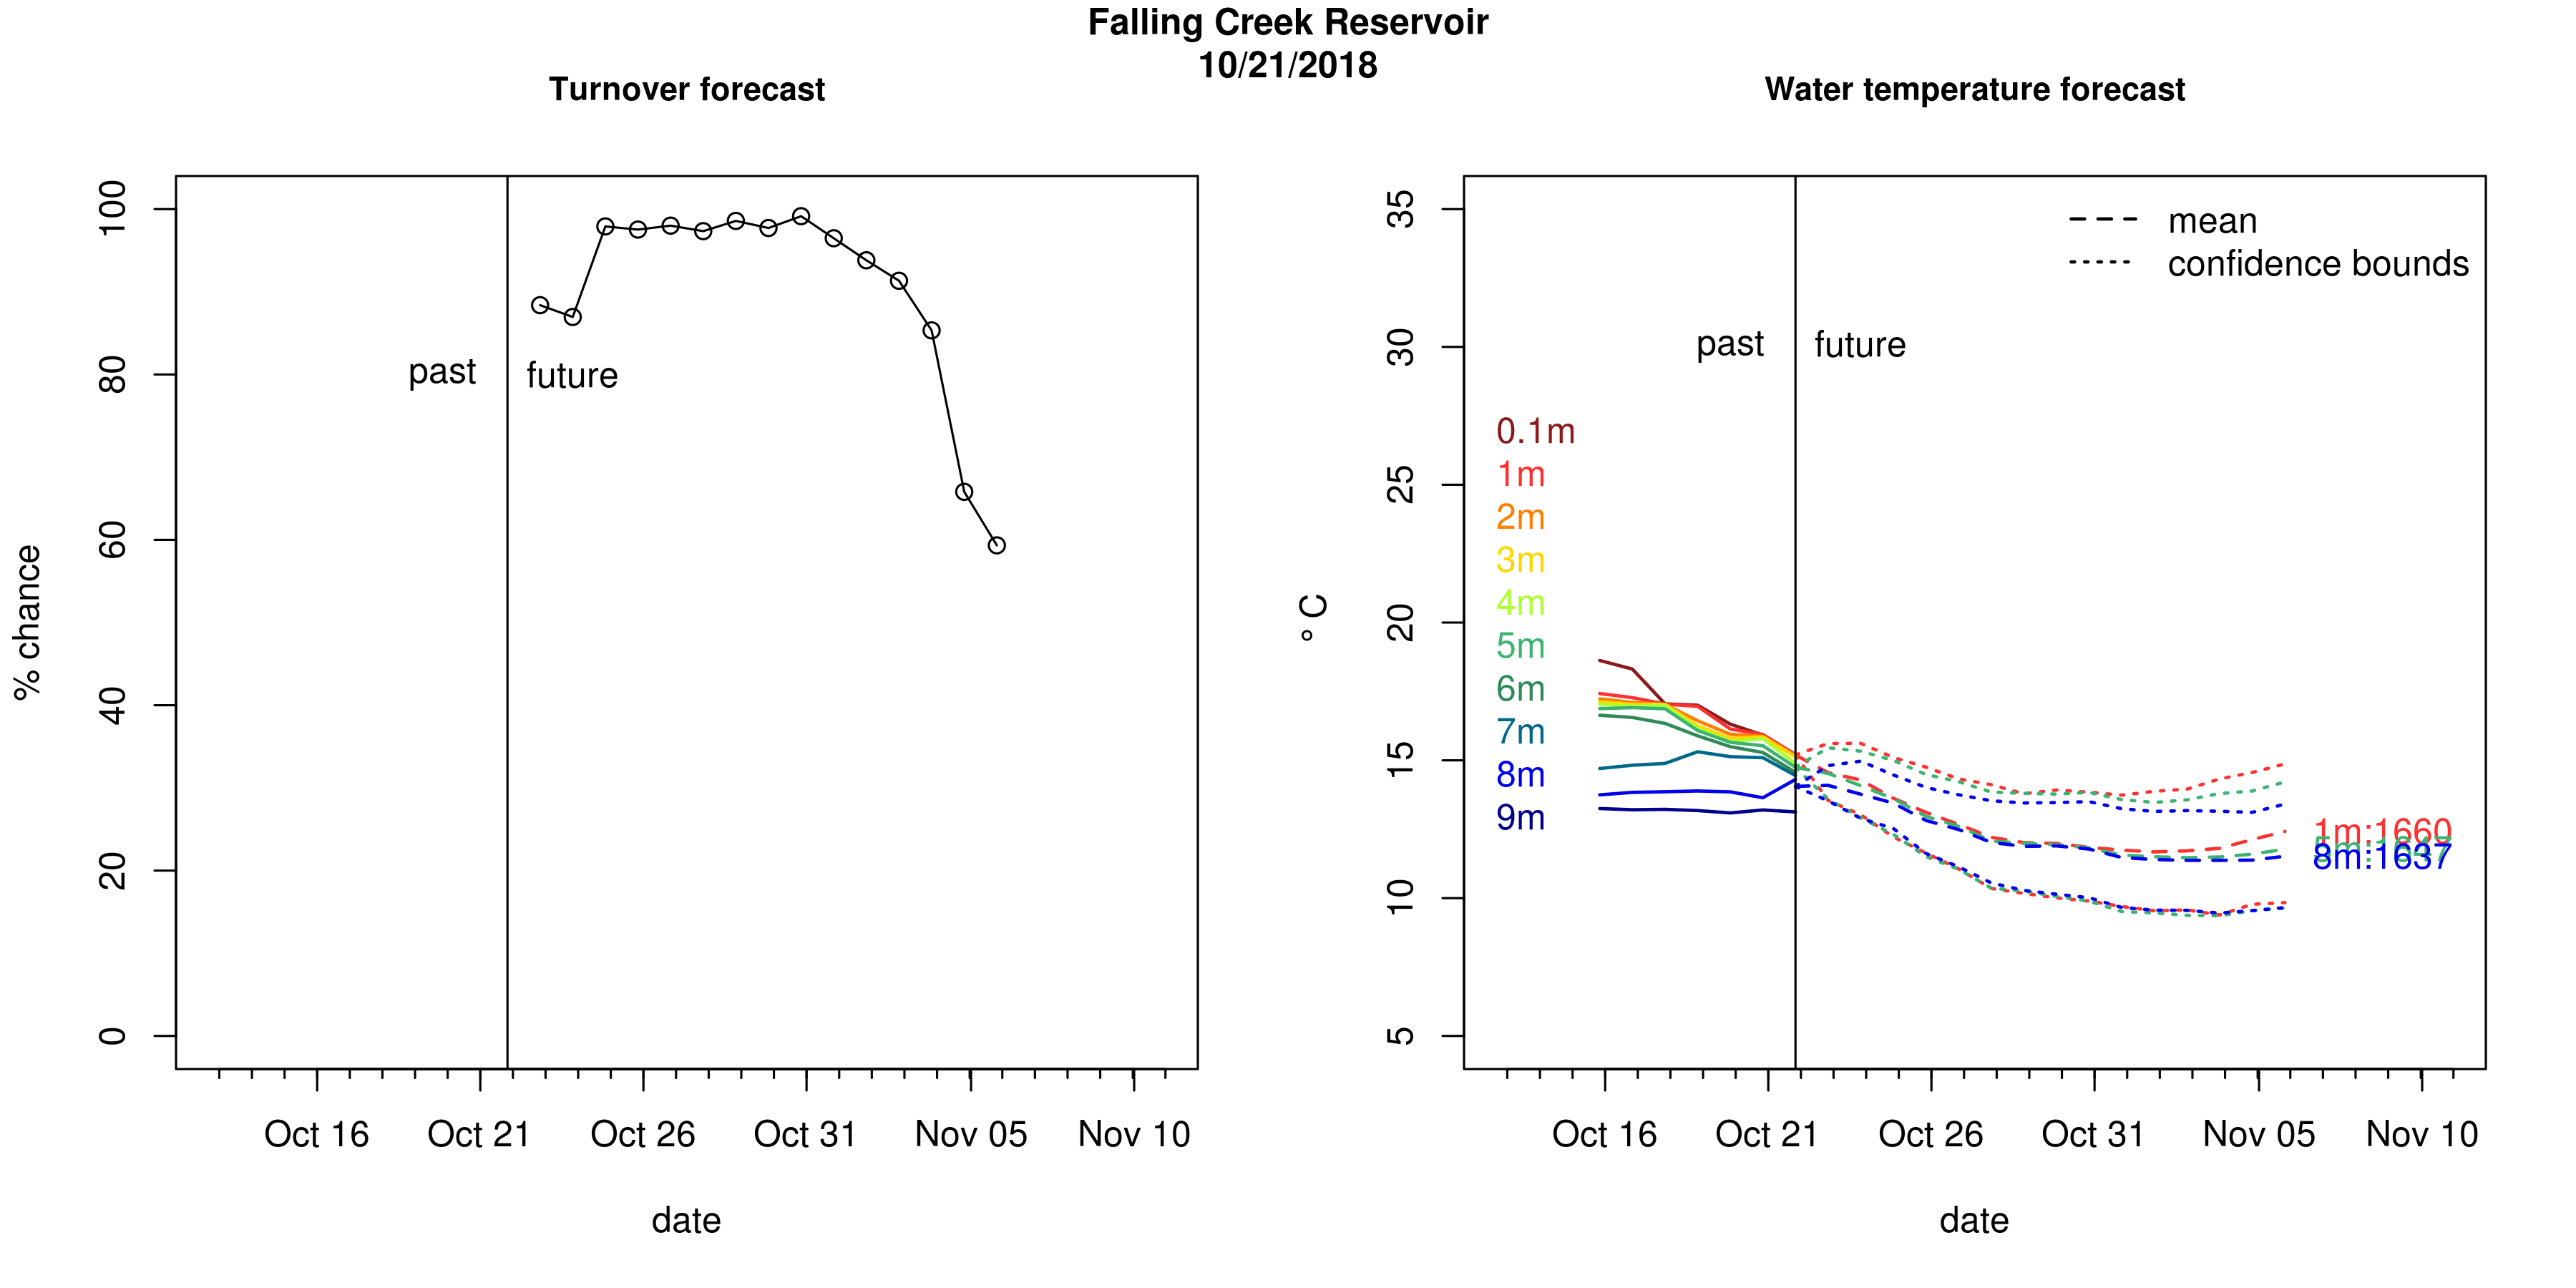 Falling Creek Reservoir
10/21/2018
Turnover forecast
% chance
100
80
60
40
20
0
past
future
Oct 16
Oct 21
Oct 26
Oct 31
Nov 05
Nov 10
date
Water temperature forecast
° C
35
30
25
20
15
10
5
mean
confidence bounds
past
future
0.1m
1m
2m
3m
4m
5m
6m
7m
8m
9m
1m:1660
8m:1637
Oct 16
Oct 21
Oct 26
Oct 31
Nov 05
Nov 10
date